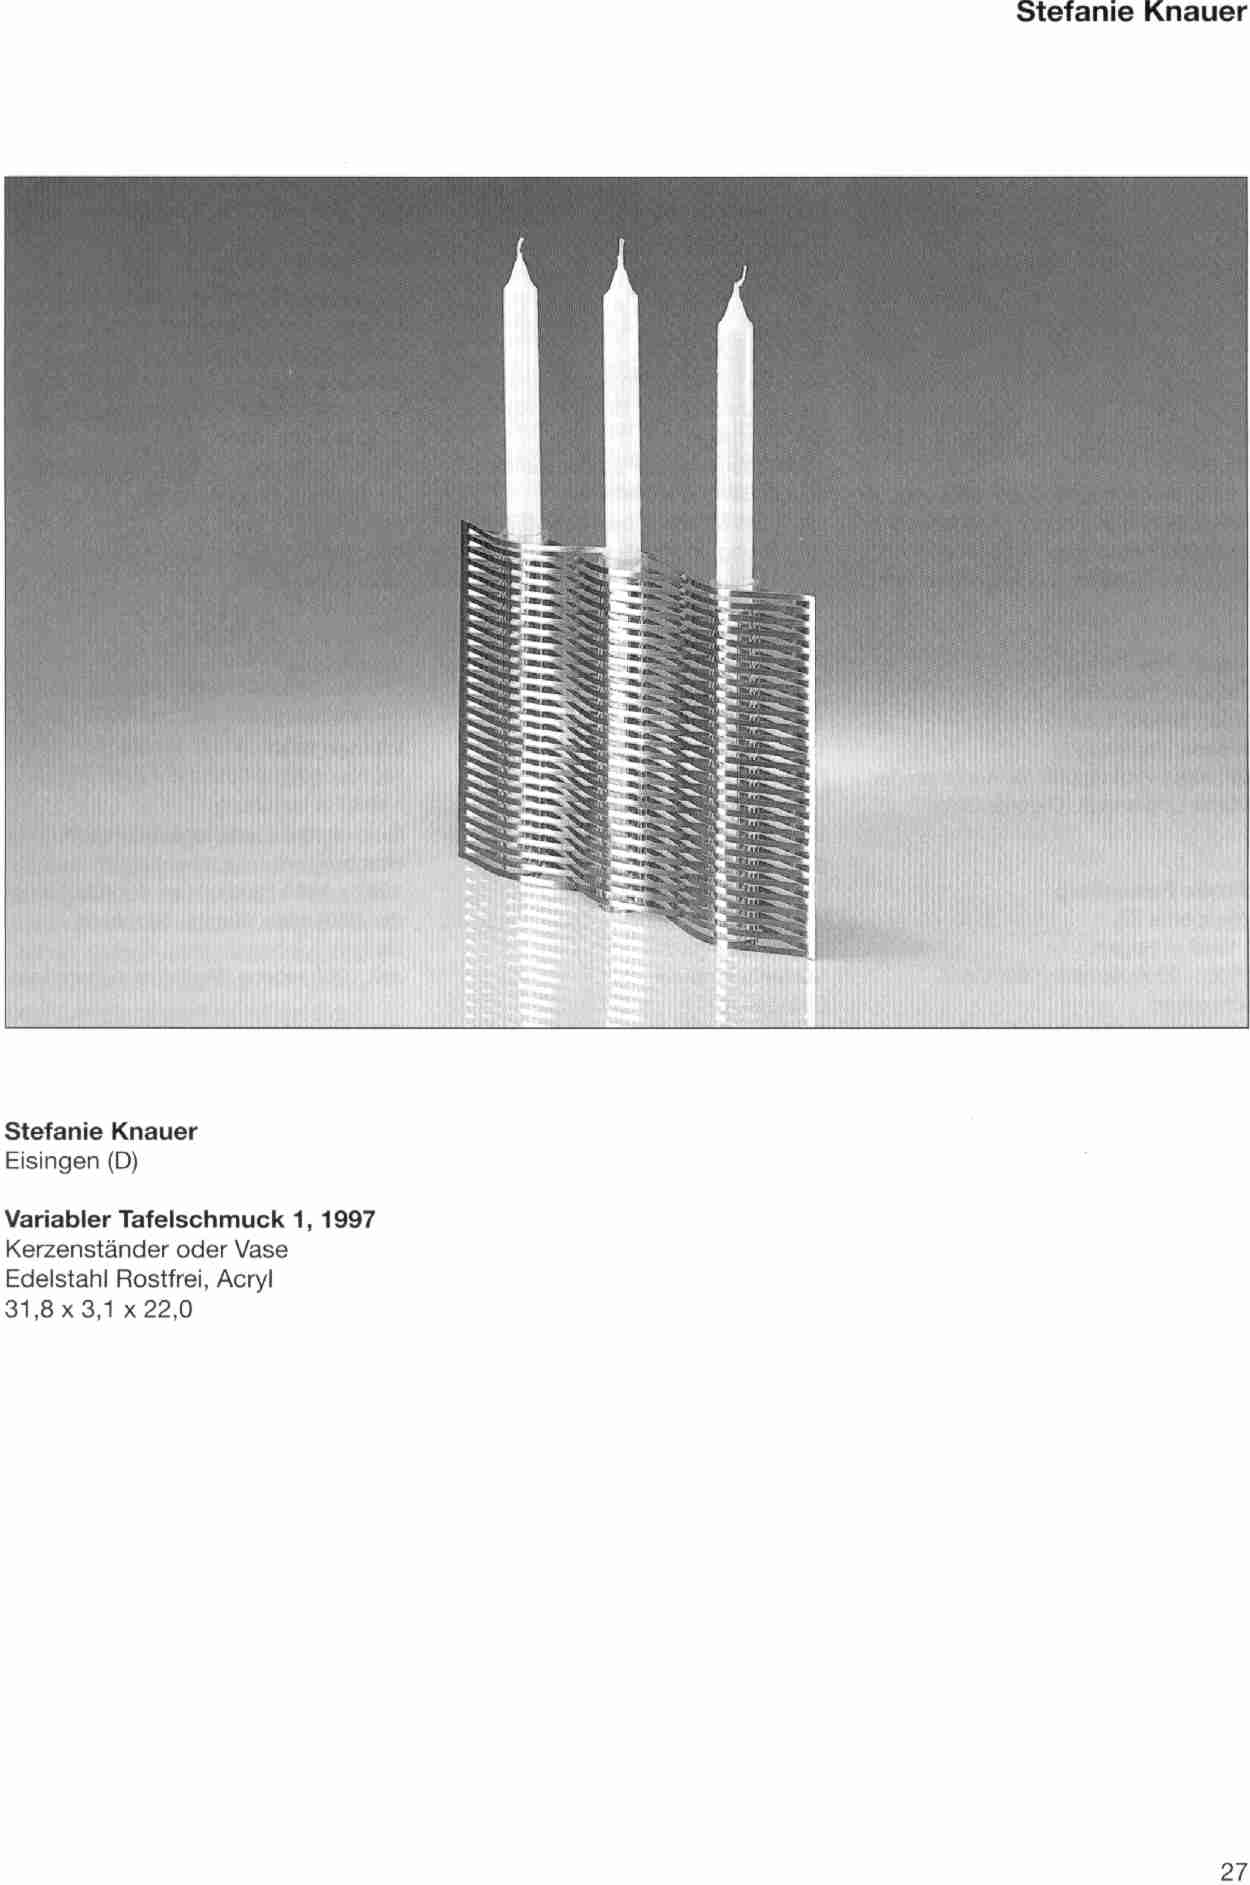 Stefanie Knauer
Stefanie Knauer
Eisingen (D)
Variabler Tafelschmuck 1, 1997
Kerzenständer oder Vase
Edelstahl Rostfrei, Acryl
31,8 x 3,1 x 22,0
27